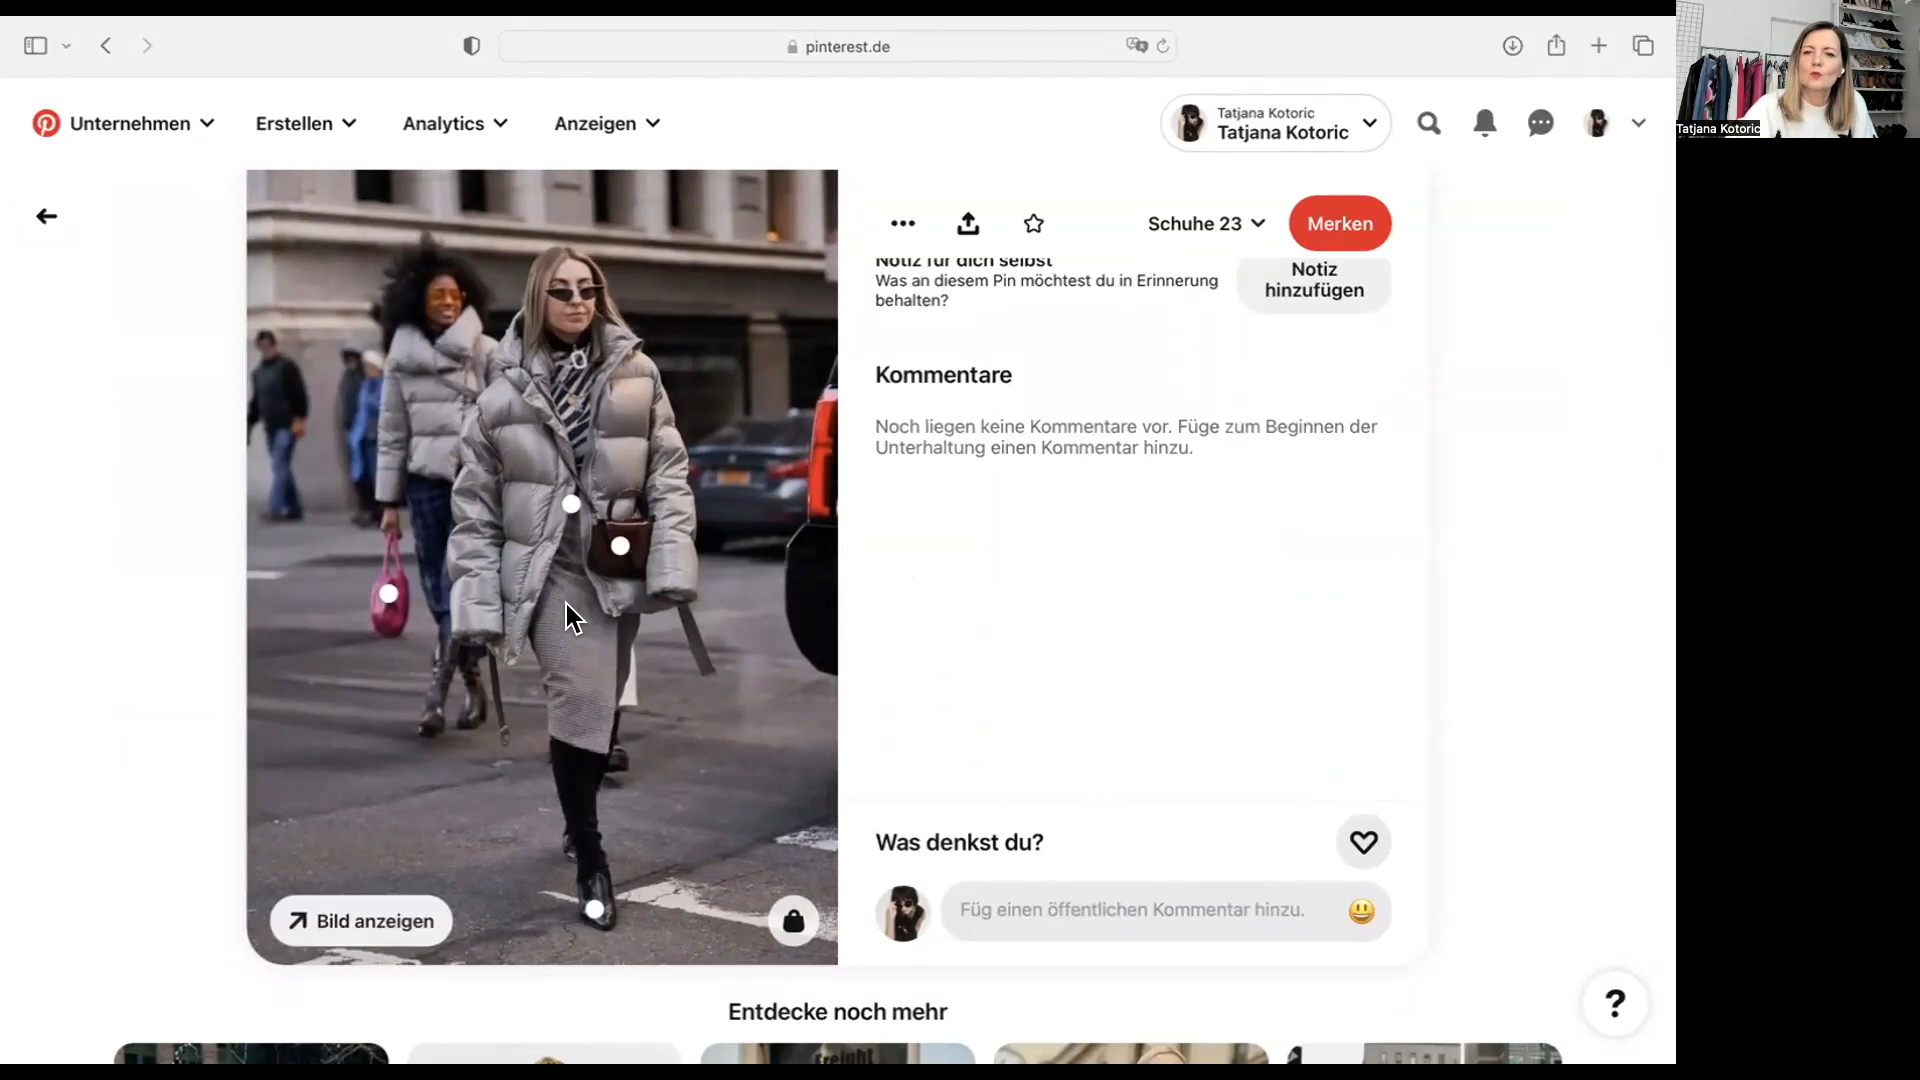 pinterest.de
Unternehmen
Erstellen
Analytics
Anzeigen
Tatjana Kotoric
Tatjana Kotoric
Tatjana Kotoric
Schuhe 23
Merken
Notiz für dich selbst
Was an diesem Pin möchtest du in Erinnerung
behalten?
Notiz
hinzufügen
Kommentare
Noch liegen keine Kommentare vor. Füge zum Beginnen der
Unterhaltung einen Kommentar hinzu.
Was denkst du?
Füg einen öffentlichen Kommentar hinzu.
Bild anzeigen
?
Entdecke noch mehr
Freight